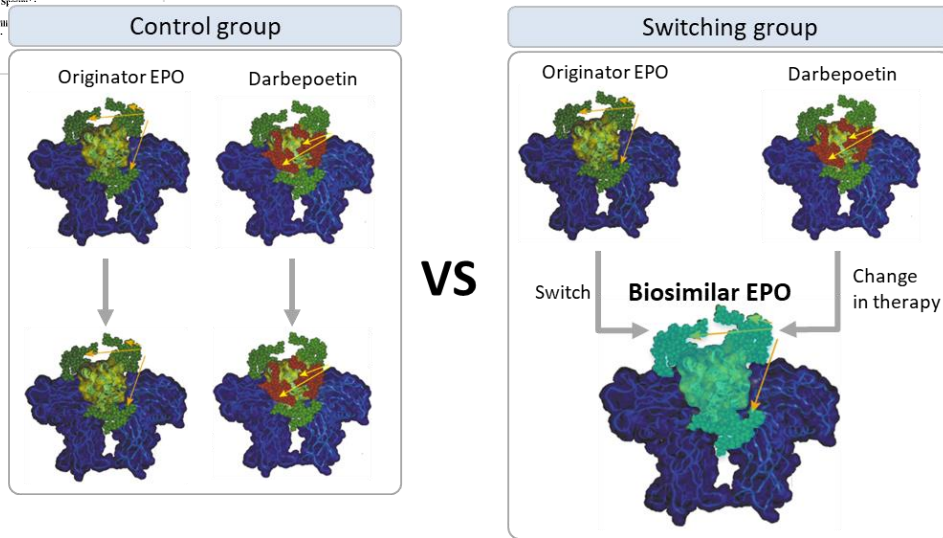 Control group
Originator EPO
Darbepoetin
VS
Switching group
Originator EPO
Darbepoetin
Switch
Biosimilar EPO
Change
in therapy